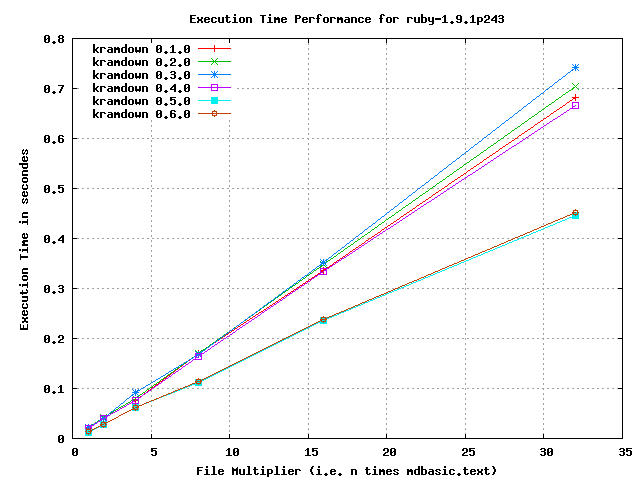 Execution Time Performance for ruby-1.9.1p243
0.8
0.7
0.6
0.5
0.4
0.3
0.2
0.1
0
Execution Time in secondes
kramdown 0.1.0
kramdown 0.2.0
kramdown 0.3.0
kramdown 0.4.0
kramdown 0.5.0
kramdown 0.6.0
0 5 10 15 20 25 30 35
File Multiplier (i.e. n times mdbasic.text)